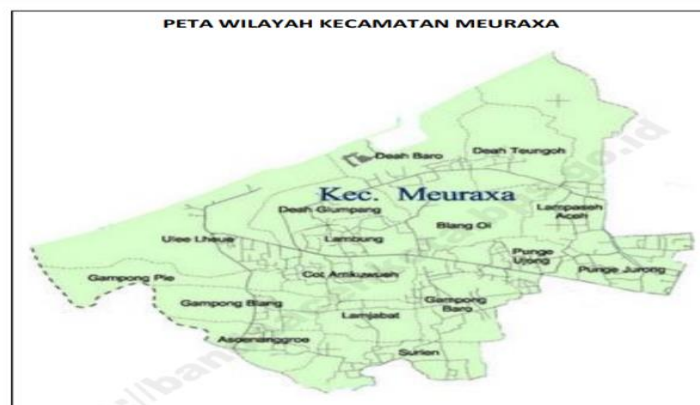 PETA WILAYAH KECAMATAN MEURAXA
Deah Teungoh
Deah Baro
Kec. Meuraxa
Deah Glumpang
Lampaseh
Aceh
Blang Oi
Ulee Lheue
Lambung
Punge
Ujong
Punge Jurong
Gampong Pie
Cot Amkuwueh
Gampong Blang
Gampong
Baro
Lamjabat
Asoenanggroe
Surien